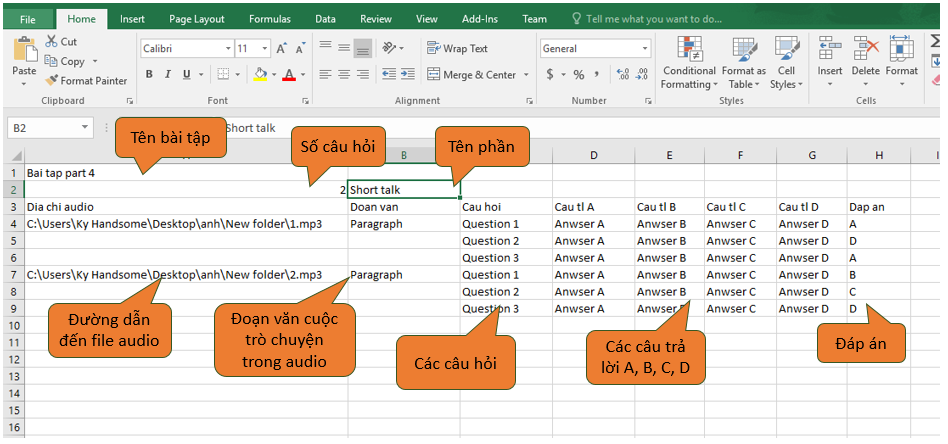 File Home Insert Page Layout Formulas Data Review View Add-Ins Team Tell me what you want to do...
Paste
Cut
Copy
Format Painter
Clipboard
Calibri 11
B I U
Font
Wrap Text
Merge & Center
Alignment
General
$ % ,
Number
Conditional Formatting
Format as Table
Cell Styles
Styles
Insert Delete Format
Cells
B2 Short talk
Tên bài tập
Số câu hỏi
Tên phần
B D E F G H
1 Bai tap part 4
2 2 Short talk
3 Dia chi audio Doan van Cau hoi Cau tl A Cau tl B Cau tl C Cau tl D Dap an
4 C:\Users\Ky Handsome\Desktop\anh\New folder\1.mp3 Paragraph Question 1 Anwser A Anwser B Anwser C Anwser D A
5 Question 2 Anwser A Anwser B Anwser C Anwser D D
6 Question 3 Anwser A Anwser B Anwser C Anwser D A
7 C:\Users\Ky Handsome\Desktop\anh\New folder\2.mp3 Paragraph Question 1 Anwser A Anwser B Anwser C Anwser D B
8 Question 2 Anwser A Anwser B Anwser C Anwser D C
9 Question 3 Anwser A Anwser C Anwser D D
10
11
12
13
14
15
16
Đường dẫn
đến file audio
Đoạn văn cuộc
trò chuyện
trong audio
Các câu hỏi
Các câu trả
lời A, B, C, D
Đáp án